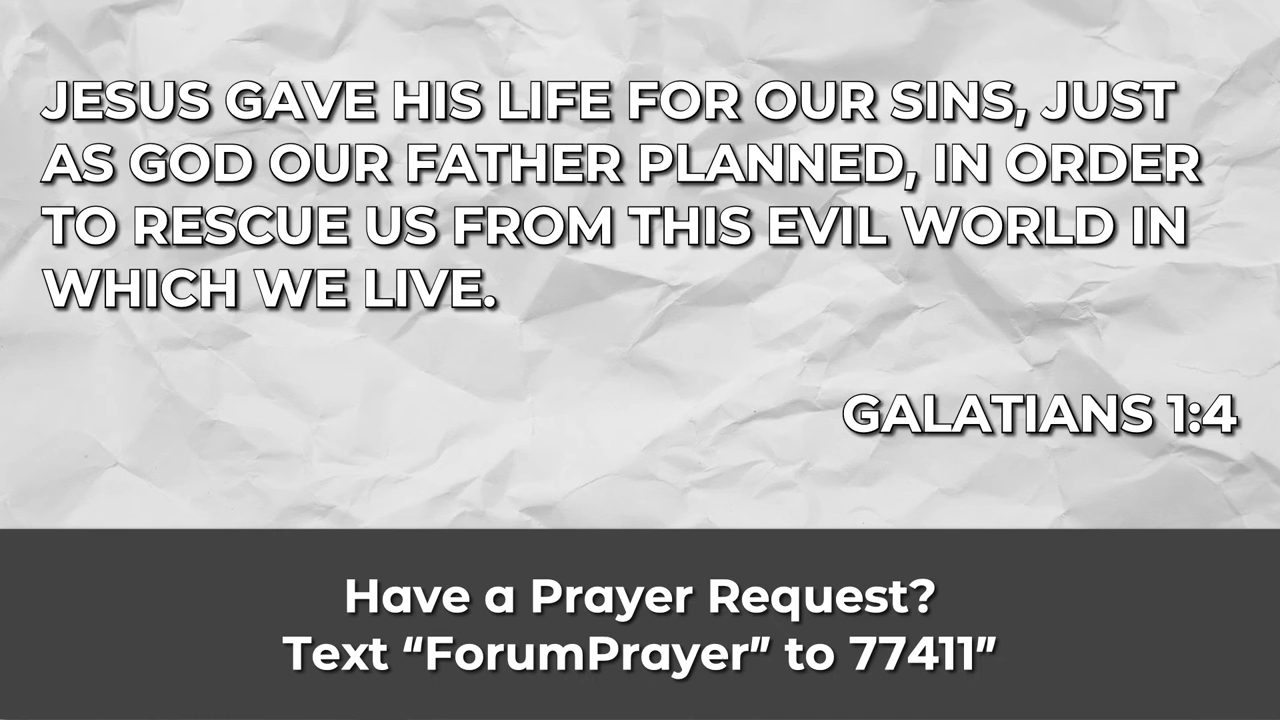 JESUS GAVE HIS LIFE FOR OUR SINS, JUST
AS GOD OUR FATHER PLANNED, IN ORDER
TO RESCUE US FROM THIS EVIL WORLD IN
WHICH WE LIVE.
GALATIANS 1:4
Have a Prayer Request?
Text “ForumPrayer” to 77411”